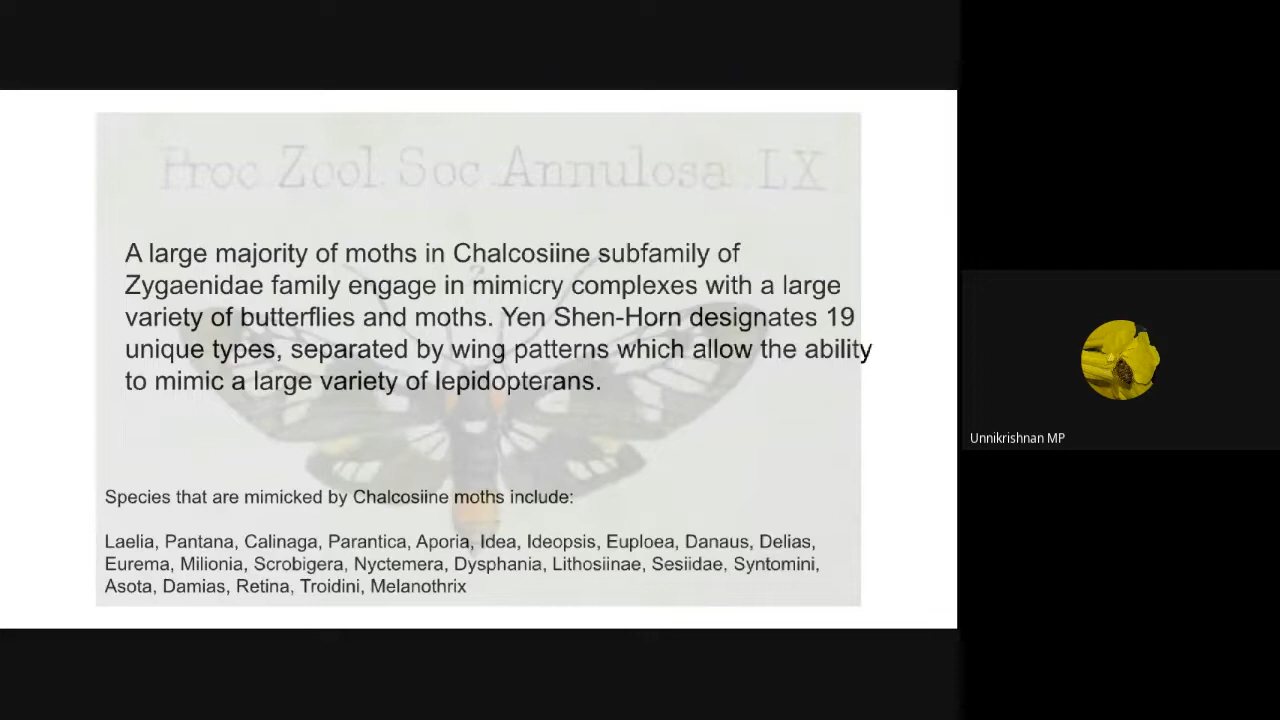 Proc Zool Soc Annulosa LX
A large majority of moths in Chalcosiine subfamily of
Zygaenidae family engage in mimicry complexes with a large
variety of butterflies and moths. Yen Shen-Horn designates 19
unique types, separated by wing patterns which allow the ability
to mimic a large variety of lepidopterans.
Species that are mimicked by Chalcosiine moths include:
Laelia, Pantana, Calinaga, Parantica, Aporia, Idea, Ideopsis, Euploea, Danaus, Delias,
Eurema, Milionia, Scrobigera, Nyctemera, Dysphania, Lithosiinae, Sesiidae, Syntomini,
Asota, Damias, Retina, Troidini, Melanothrix
Unnikrishnan MP